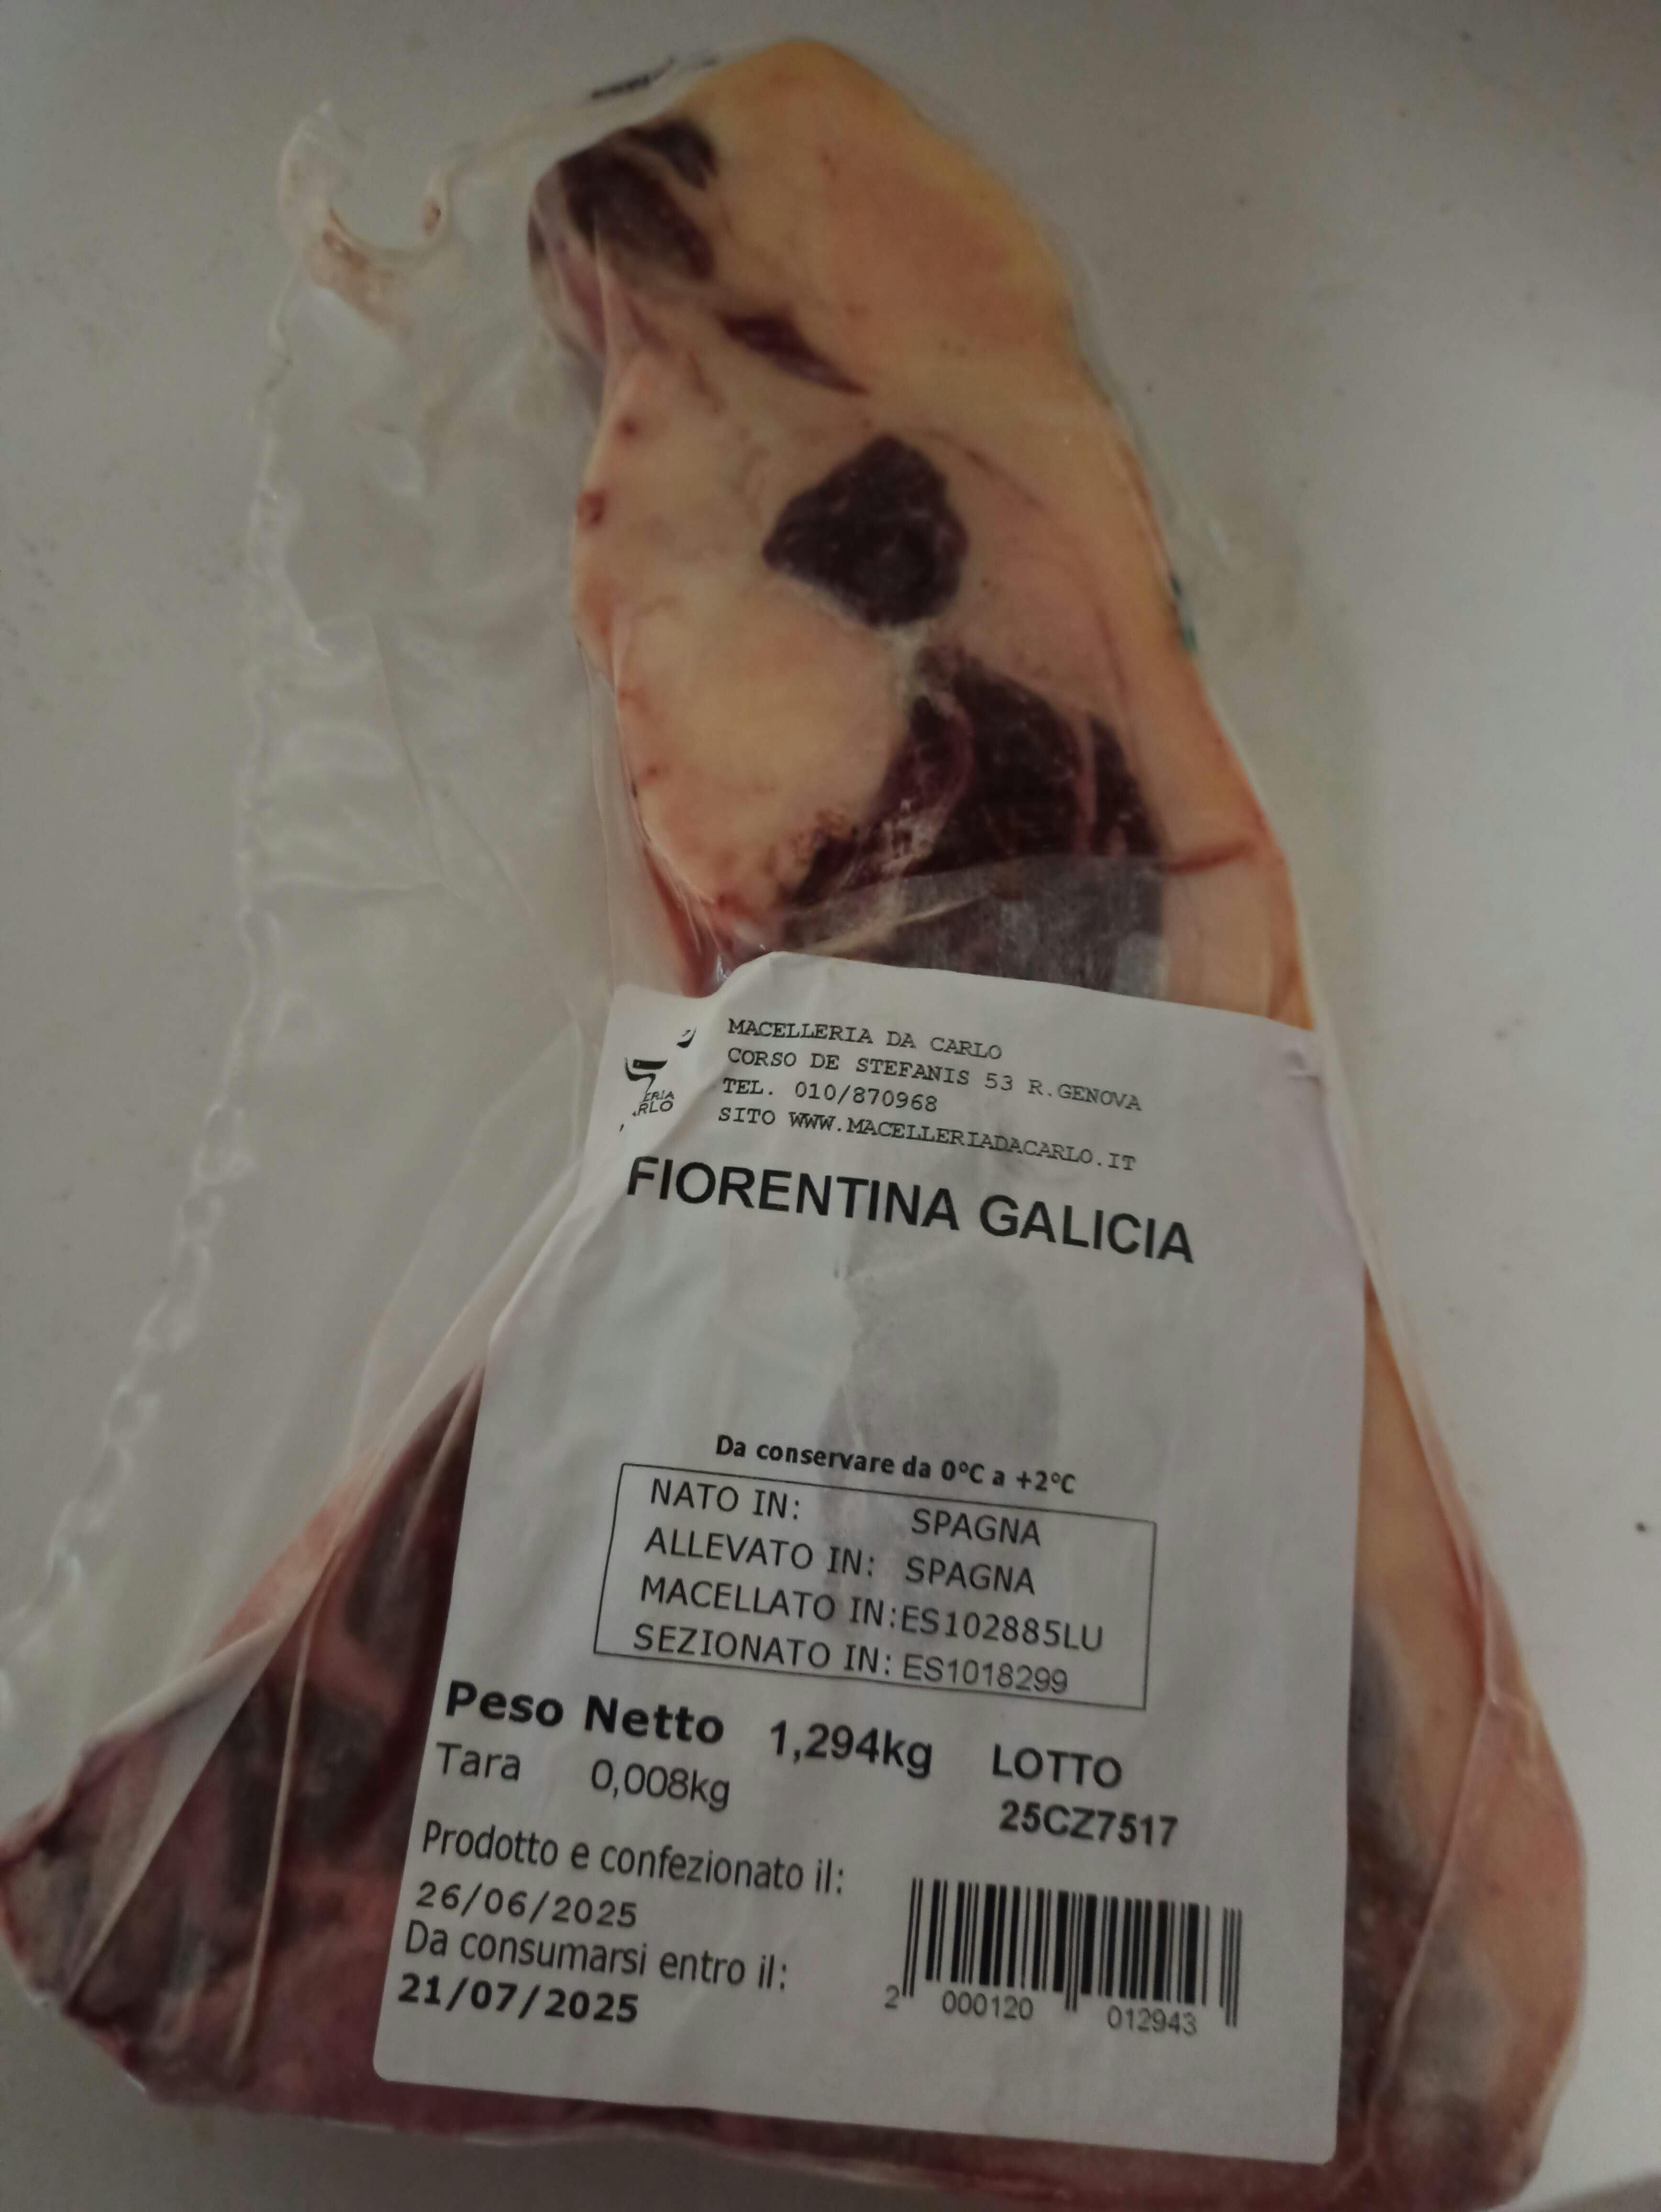 MACELLERIA DA CARLO
CORSO DE STEFANIS 53 R.GENOVA
TEL. 010/870968
SITO WWW.MACELLERIADACARLO.IT
ERIA
ARLO
FIORENTINA GALICIA
Da conservare da 0°C a +2°C
NATO IN: SPAGNA
ALLEVATO IN: SPAGNA
MACELLATO IN:ES102885LU
SEZIONATO IN: ES1018299
Peso Netto 1,294kg LOTTO
Tara 0,008kg 25CZ7517
Prodotto e confezionato il:
26/06/2025
Da consumarsi entro il:
21/07/2025
2 000120 012943